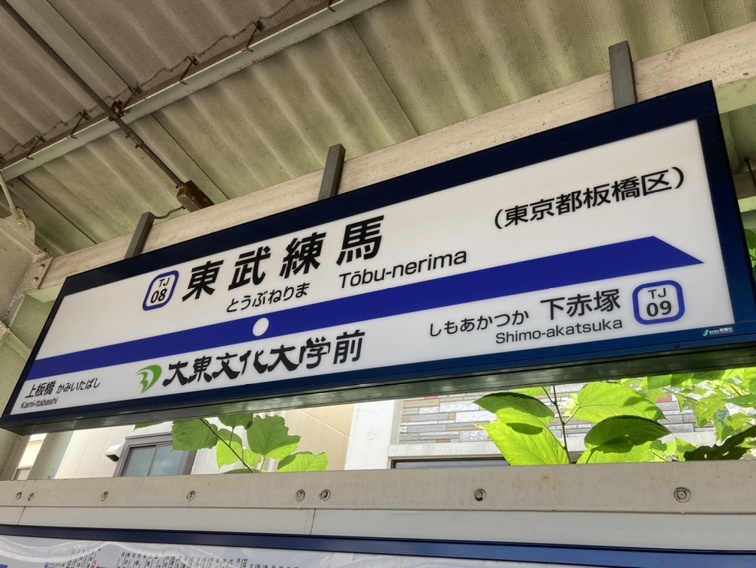 (東京都板橋区)
TJ
08
東武練馬
とうぶねりま Tōbu-nerima
大東文化大学前
上板橋 かみいたばし
Kami-itabashi
しもあかつか 下赤塚
Shimo-akatsuka
TJ
09